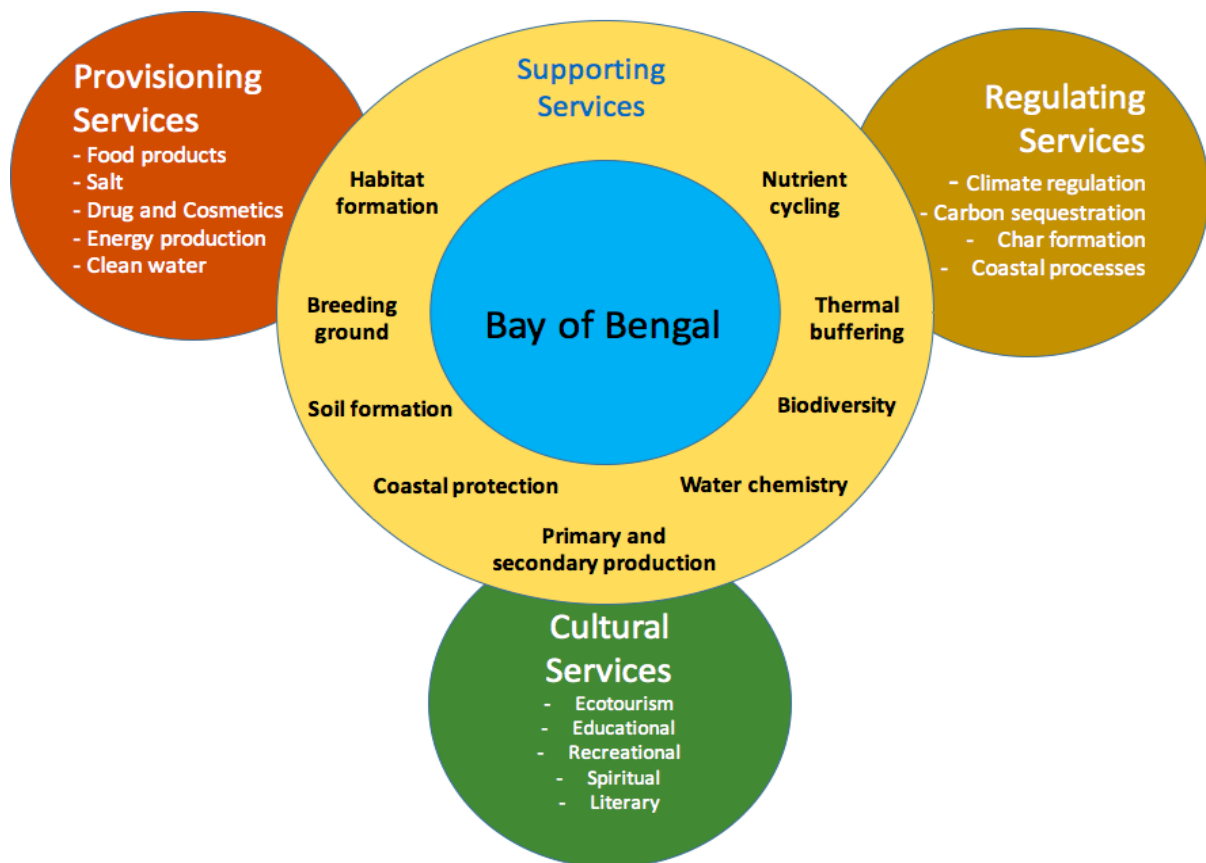 Provisioning
Services
- Food products
- Salt
- Drug and Cosmetics
- Energy production
- Clean water
Supporting
Services
Habitat
formation
Nutrient
cycling
Breeding
ground
Thermal
buffering
Soil formation
Biodiversity
Coastal protection
Water chemistry
Primary and
secondary production
Bay of Bengal
Regulating
Services
- Climate regulation
- Carbon sequestration
- Char formation
- Coastal processes
Cultural
Services
- Ecotourism
- Educational
- Recreational
- Spiritual
- Literary